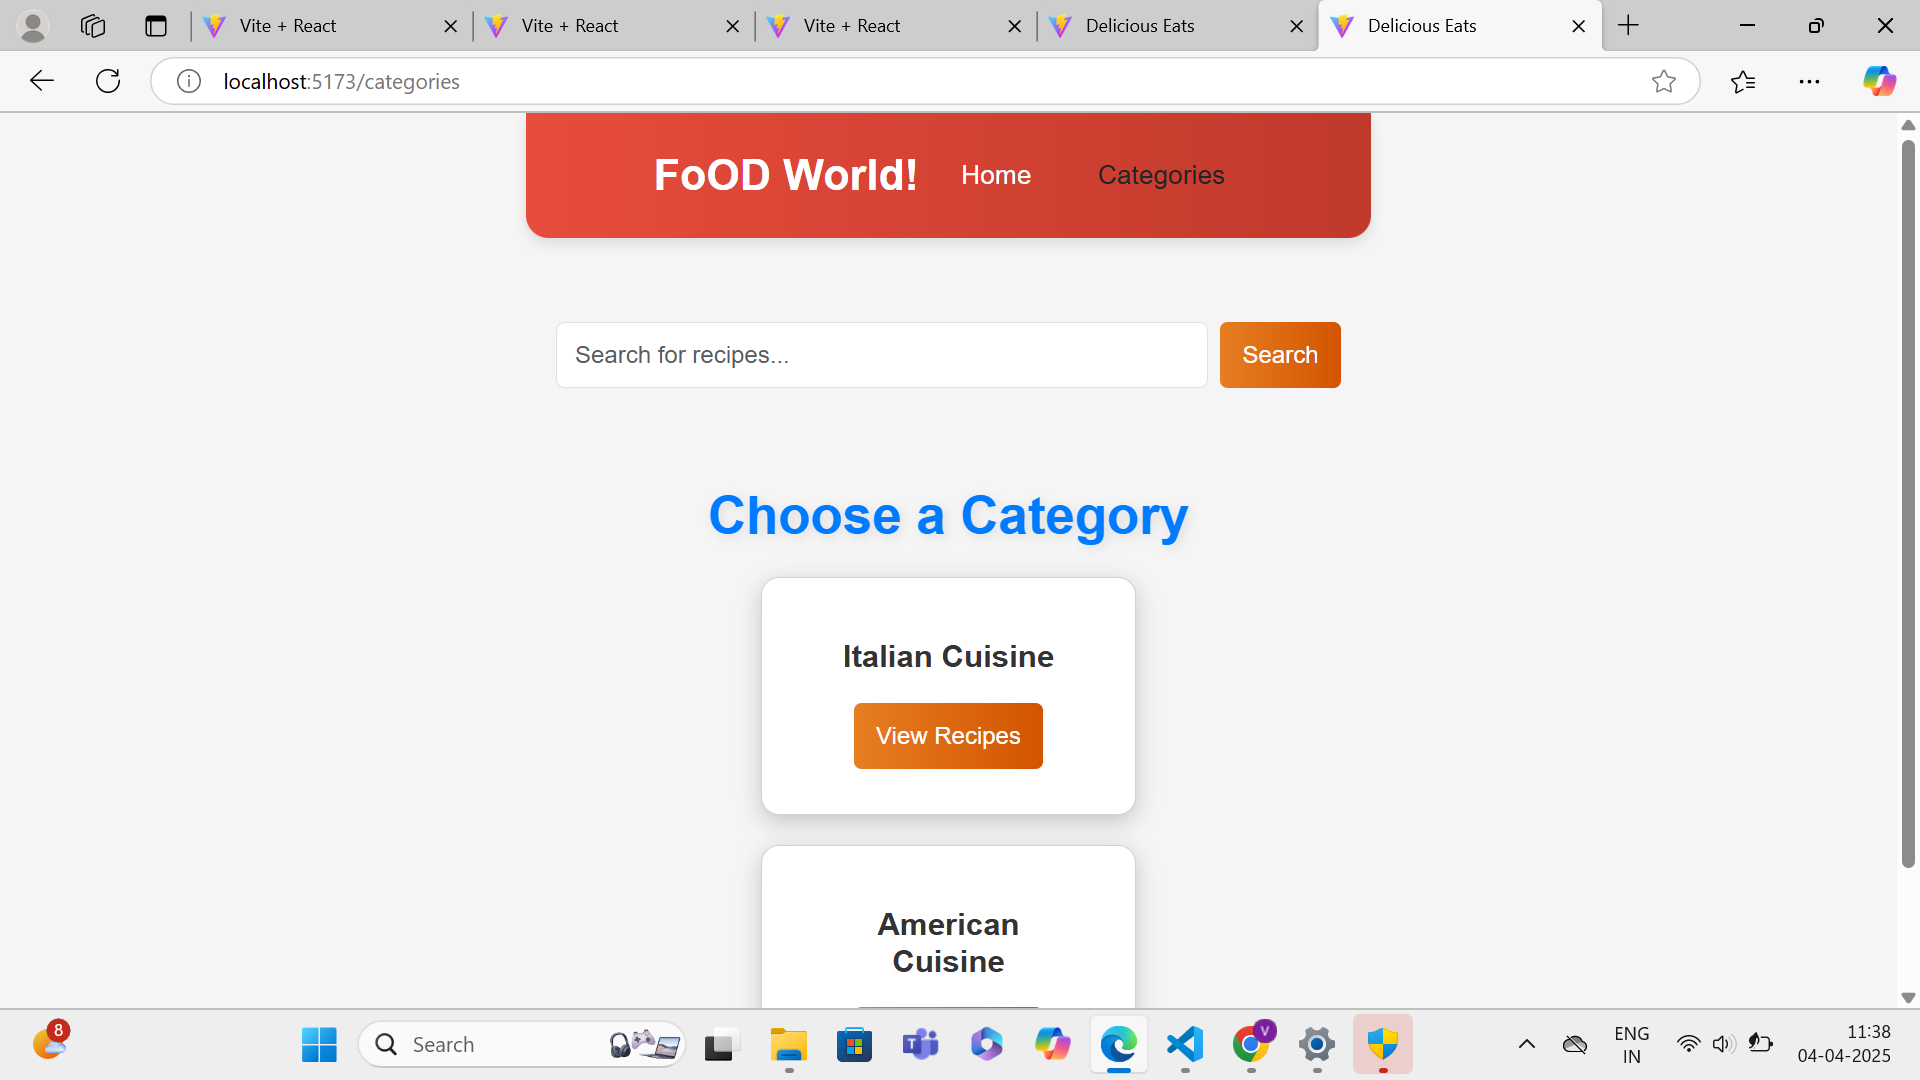 Vite + React
Vite + React
Vite + React
Delicious Eats
Delicious Eats
localhost:5173/categories
FoOD World!
Home
Categories
Search for recipes...
Search
Choose a Category
Italian Cuisine
View Recipes
American
Cuisine
8
Search
T
V
ENG
IN
11:38
04-04-2025